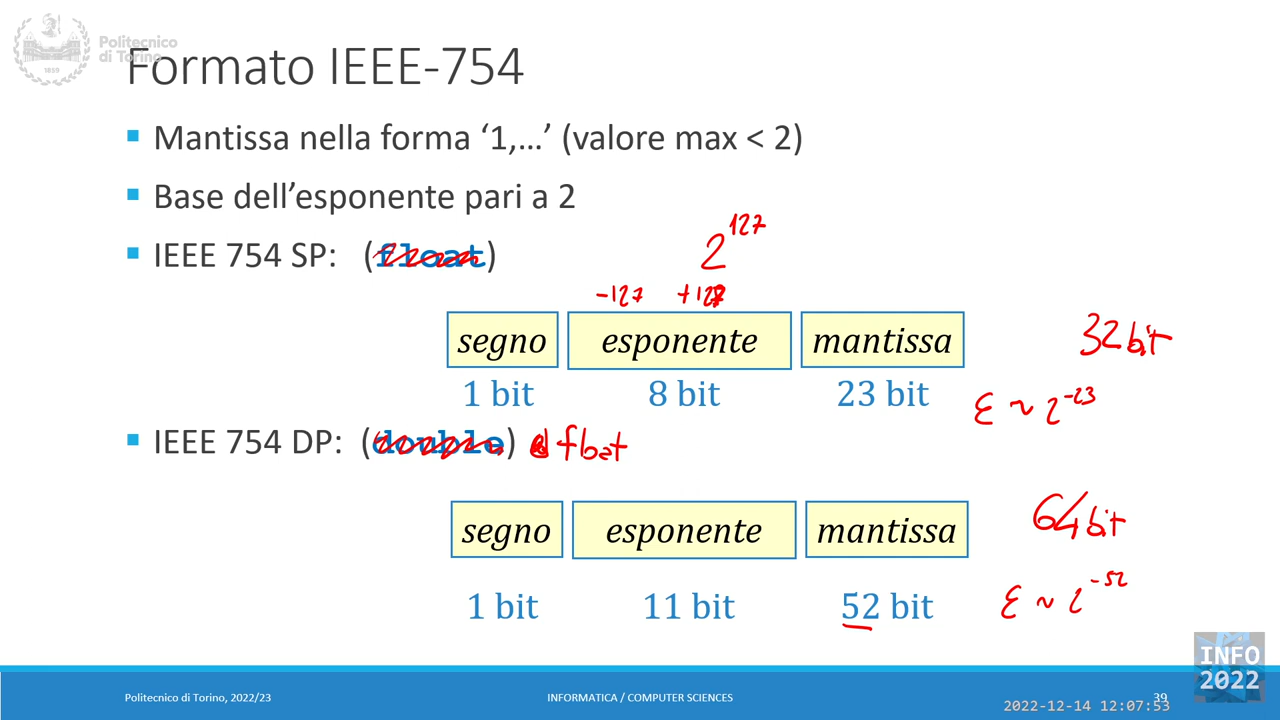 Politecnico
di Torino
1859
Formato IEEE-754
Mantissa nella forma ‘1,…’ (valore max < 2)
Base dell’esponente pari a 2
2^127
IEEE 754 SP: (float)
-127 +127
segno esponente mantissa
32 bit
1 bit 8 bit 23 bit
ε ~ 2^-23
IEEE 754 DP: (double) float
segno esponente mantissa
64 bit
1 bit 11 bit 52 bit
ε ~ 2^-52
INFO
2022
Politecnico di Torino, 2022/23 INFORMATICA / COMPUTER SCIENCES 39
2022-12-14 12:07:53